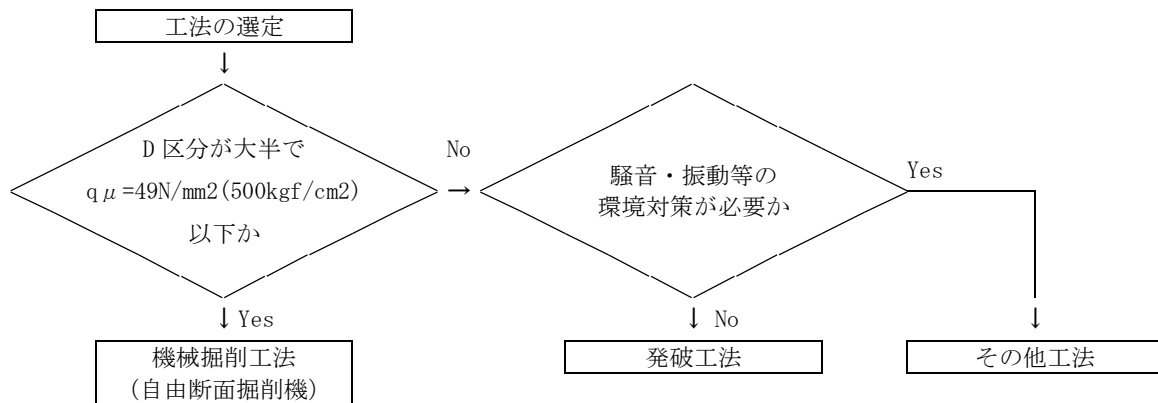 工法の選定
↓
D 区分が大半で
qμ=49N/mm2(500kgf/cm2)
以下か
No
→
騒音・振動等の
環境対策が必要か
Yes
↓ Yes
↓ No
↓
機械掘削工法
(自由断面掘削機)
発破工法
その他工法